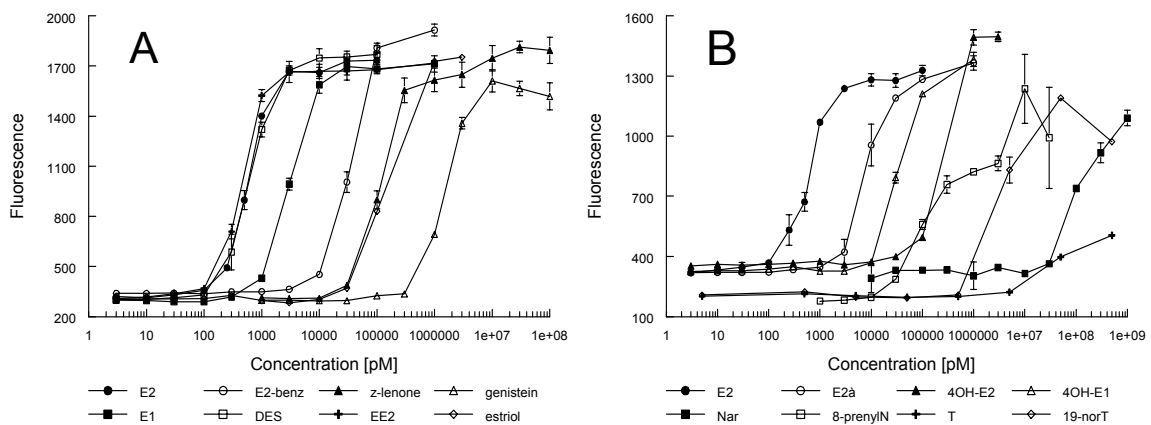 A
2000
1700
1400
1100
800
500
200
Fluorescence
1 10 100 1000 10000 100000 1000000 1e+07 1e+08
Concentration [pM]
E2 E2-benz z-lenone genistein
E1 DES EE2 estriol
B
1600
1300
1000
700
400
100
Fluorescence
1 10 100 1000 10000 100000 1000000 1e+07 1e+08 1e+09
Concentration [pM]
E2 E2à 4OH-E2 4OH-E1
Nar 8-prenylN T 19-norT